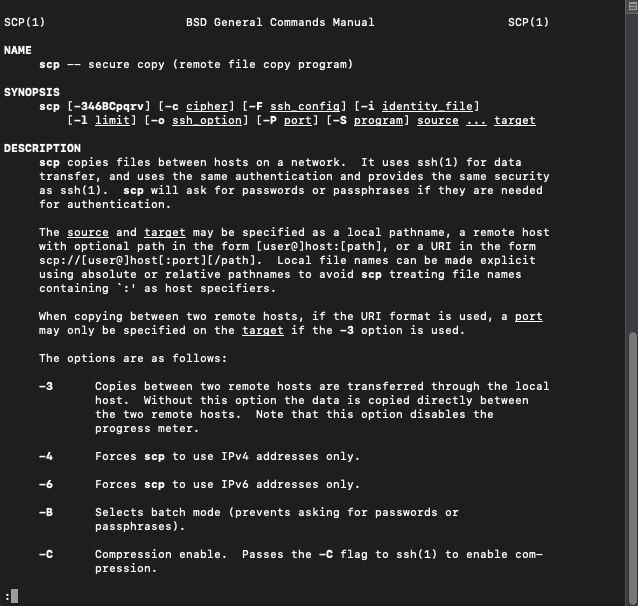 SCP(1) BSD General Commands Manual SCP(1)
NAME
scp -- secure copy (remote file copy program)
SYNOPSIS
scp [-346BCpqrv] [-c cipher] [-F ssh_config] [-i identity_file]
[-l limit] [-o ssh_option] [-P port] [-S program] source ... target
DESCRIPTION
scp copies files between hosts on a network. It uses ssh(1) for data
transfer, and uses the same authentication and provides the same security
as ssh(1). scp will ask for passwords or passphrases if they are needed
for authentication.
The source and target may be specified as a local pathname, a remote host
with optional path in the form [user@]host:[path], or a URI in the form
scp://[user@]host[:port][/path]. Local file names can be made explicit
using absolute or relative pathnames to avoid scp treating file names
containing `:' as host specifiers.
When copying between two remote hosts, if the URI format is used, a port
may only be specified on the target if the -3 option is used.
The options are as follows:
-3 Copies between two remote hosts are transferred through the local
host. Without this option the data is copied directly between
the two remote hosts. Note that this option disables the
progress meter.
-4 Forces scp to use IPv4 addresses only.
-6 Forces scp to use IPv6 addresses only.
-B Selects batch mode (prevents asking for passwords or
passphrases).
-C Compression enable. Passes the -C flag to ssh(1) to enable com-
pression.
: